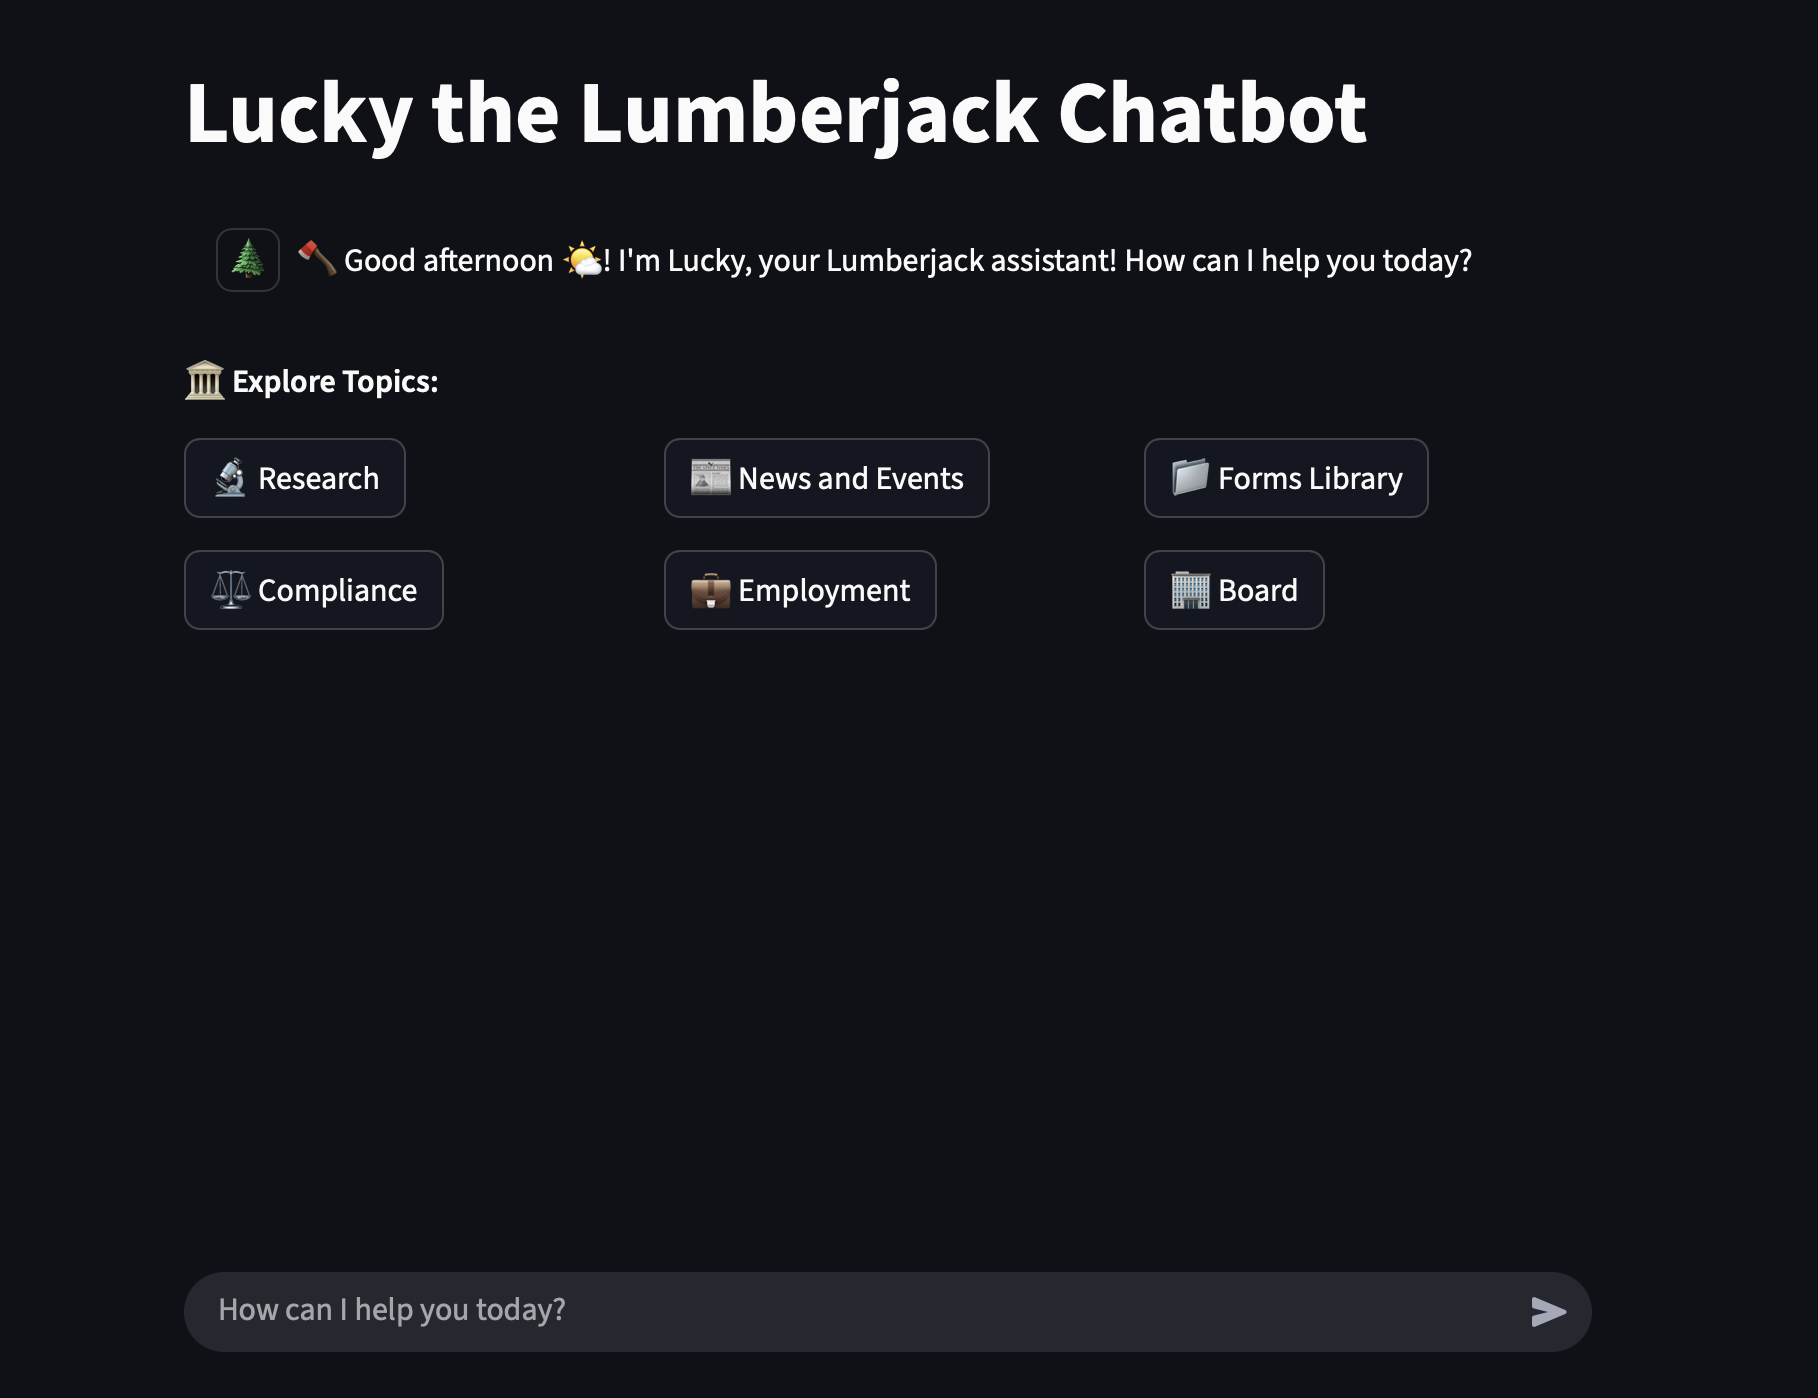 Lucky the Lumberjack Chatbot
🌲 🪓 Good afternoon 🌤️! I'm Lucky, your Lumberjack assistant! How can I help you today?
🏛️ Explore Topics:
🔬 Research
📰 News and Events
📁 Forms Library
⚖️ Compliance
💼 Employment
🏢 Board
How can I help you today?